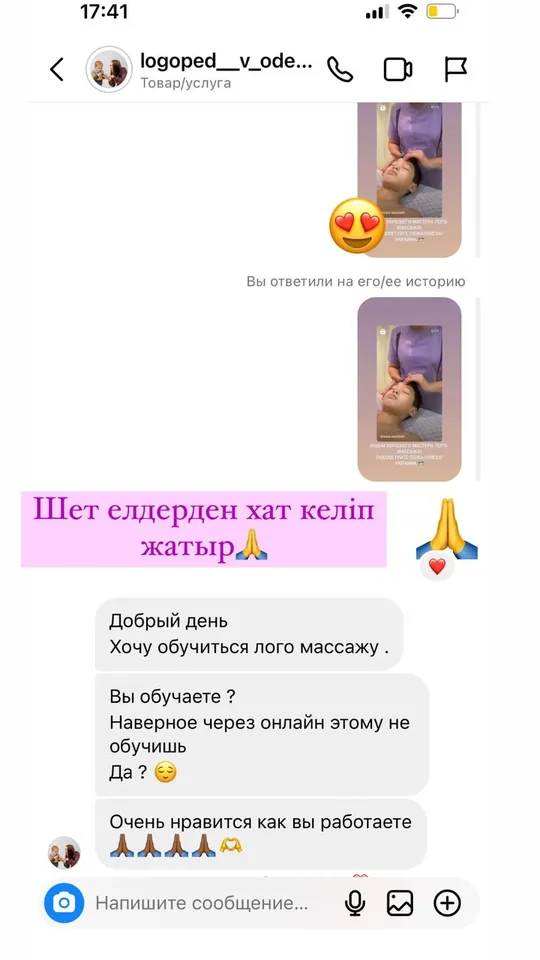 17:41
logoped__v_ode...
Товар/услуга
Вы ответили на его/ее историю
Шет елдерден хат келіп
жатыр🙏
Добрый день
Хочу обучиться лого массажу .
Вы обучаете ?
Наверное через онлайн этому не
обучишь
Да ? 😌
Очень нравится как вы работаете
🙏🏾🙏🏾🙏🏾🙏🏾🫶
Напишите сообщение...